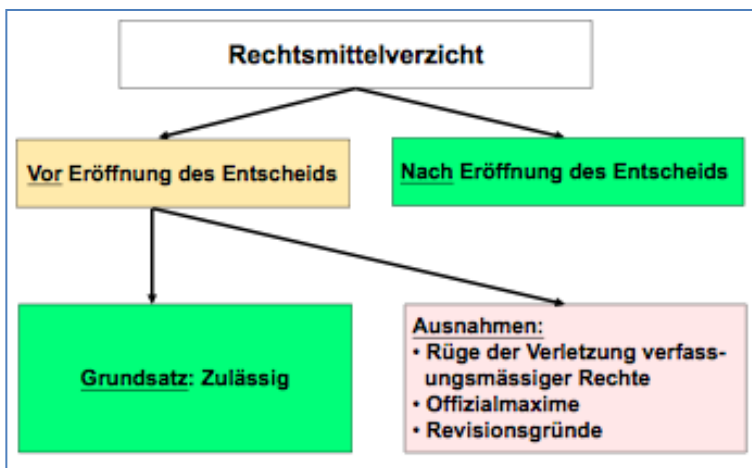 Rechtsmittelverzicht
Vor Eröffnung des Entscheids
Nach Eröffnung des Entscheids
Grundsatz: Zulässig
Ausnahmen:
• Rüge der Verletzung verfass-
ungsmässiger Rechte
• Offizialmaxime
• Revisionsgründe